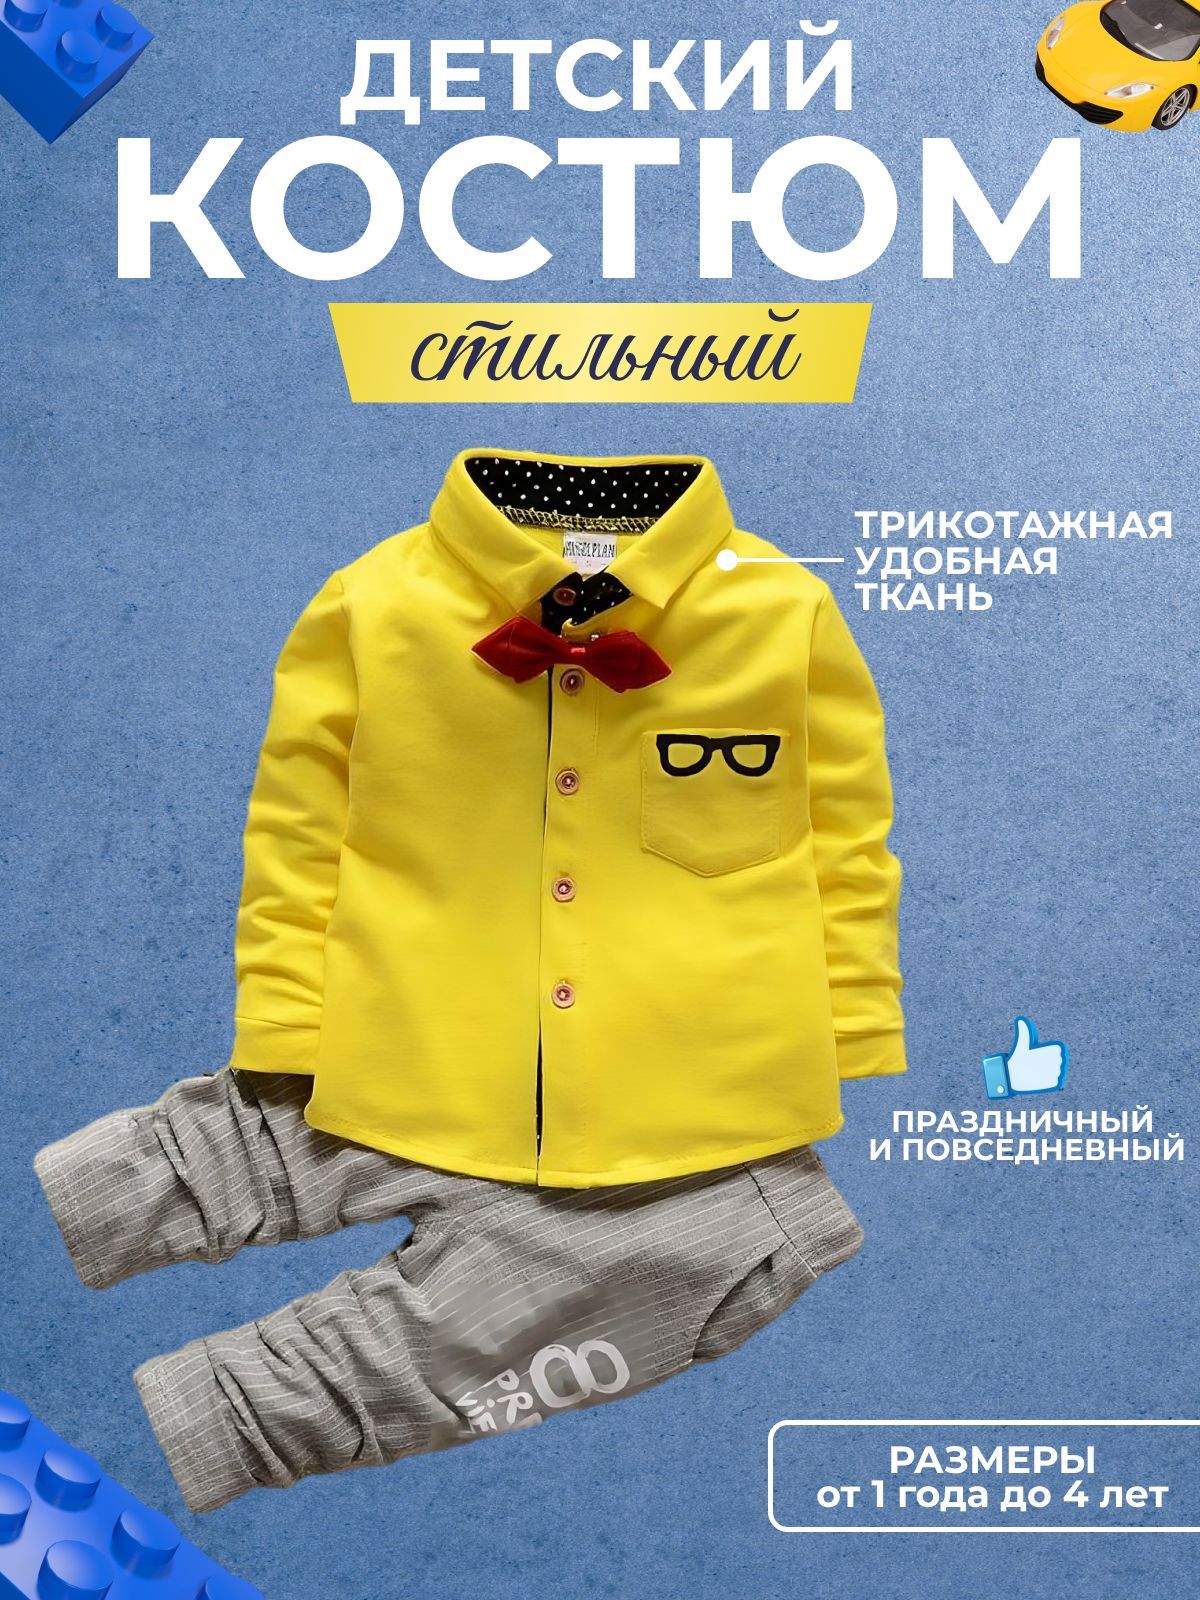 ДЕТСКИЙ
КОСТЮМ
стильный
ТРИКОТАЖНАЯ
УДОБНАЯ
ТКАНЬ
ПРАЗДНИЧНЫЙ
И ПОВСЕДНЕВНЫЙ
РАЗМЕРЫ
от 1 года до 4 лет